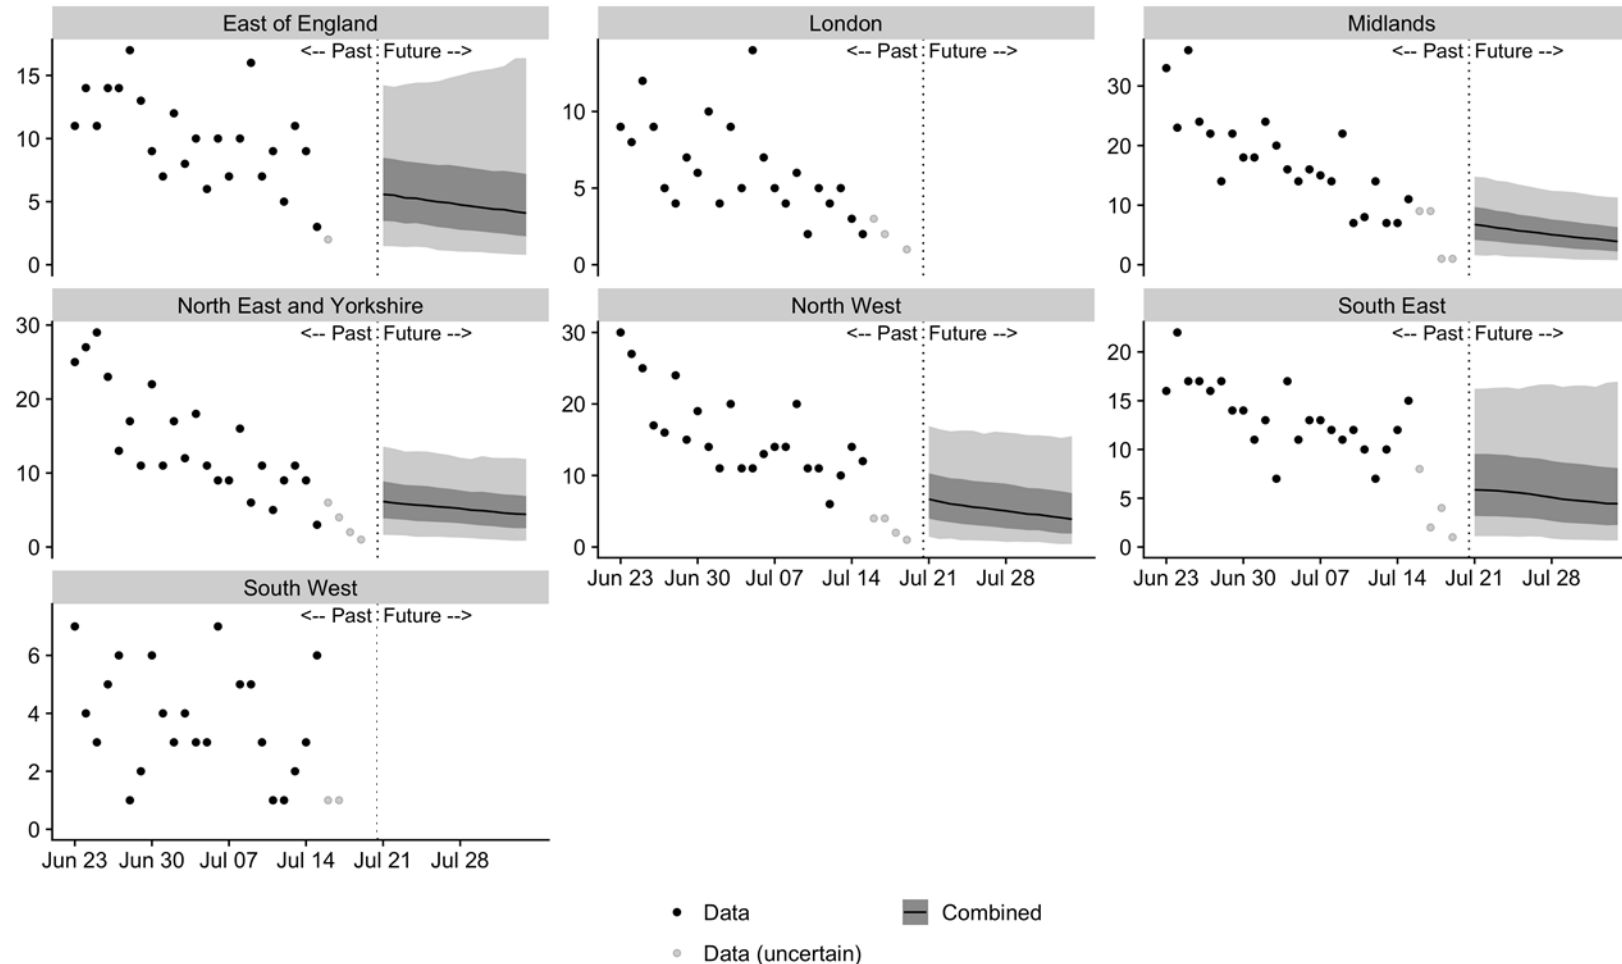 East of England
<-- Past Future -->
15
10
5
0
London
<-- Past Future -->
10
5
0
Midlands
<-- Past Future -->
30
20
10
0
North East and Yorkshire
<-- Past Future -->
30
20
10
0
North West
<-- Past Future -->
30
20
10
0
Jun 23 Jun 30 Jul 07 Jul 14 Jul 21 Jul 28
South East
<-- Past Future -->
20
15
10
5
0
Jun 23 Jun 30 Jul 07 Jul 14 Jul 21 Jul 28
South West
<-- Past Future -->
6
4
2
0
Jun 23 Jun 30 Jul 07 Jul 14 Jul 21 Jul 28
Data
Combined
Data (uncertain)